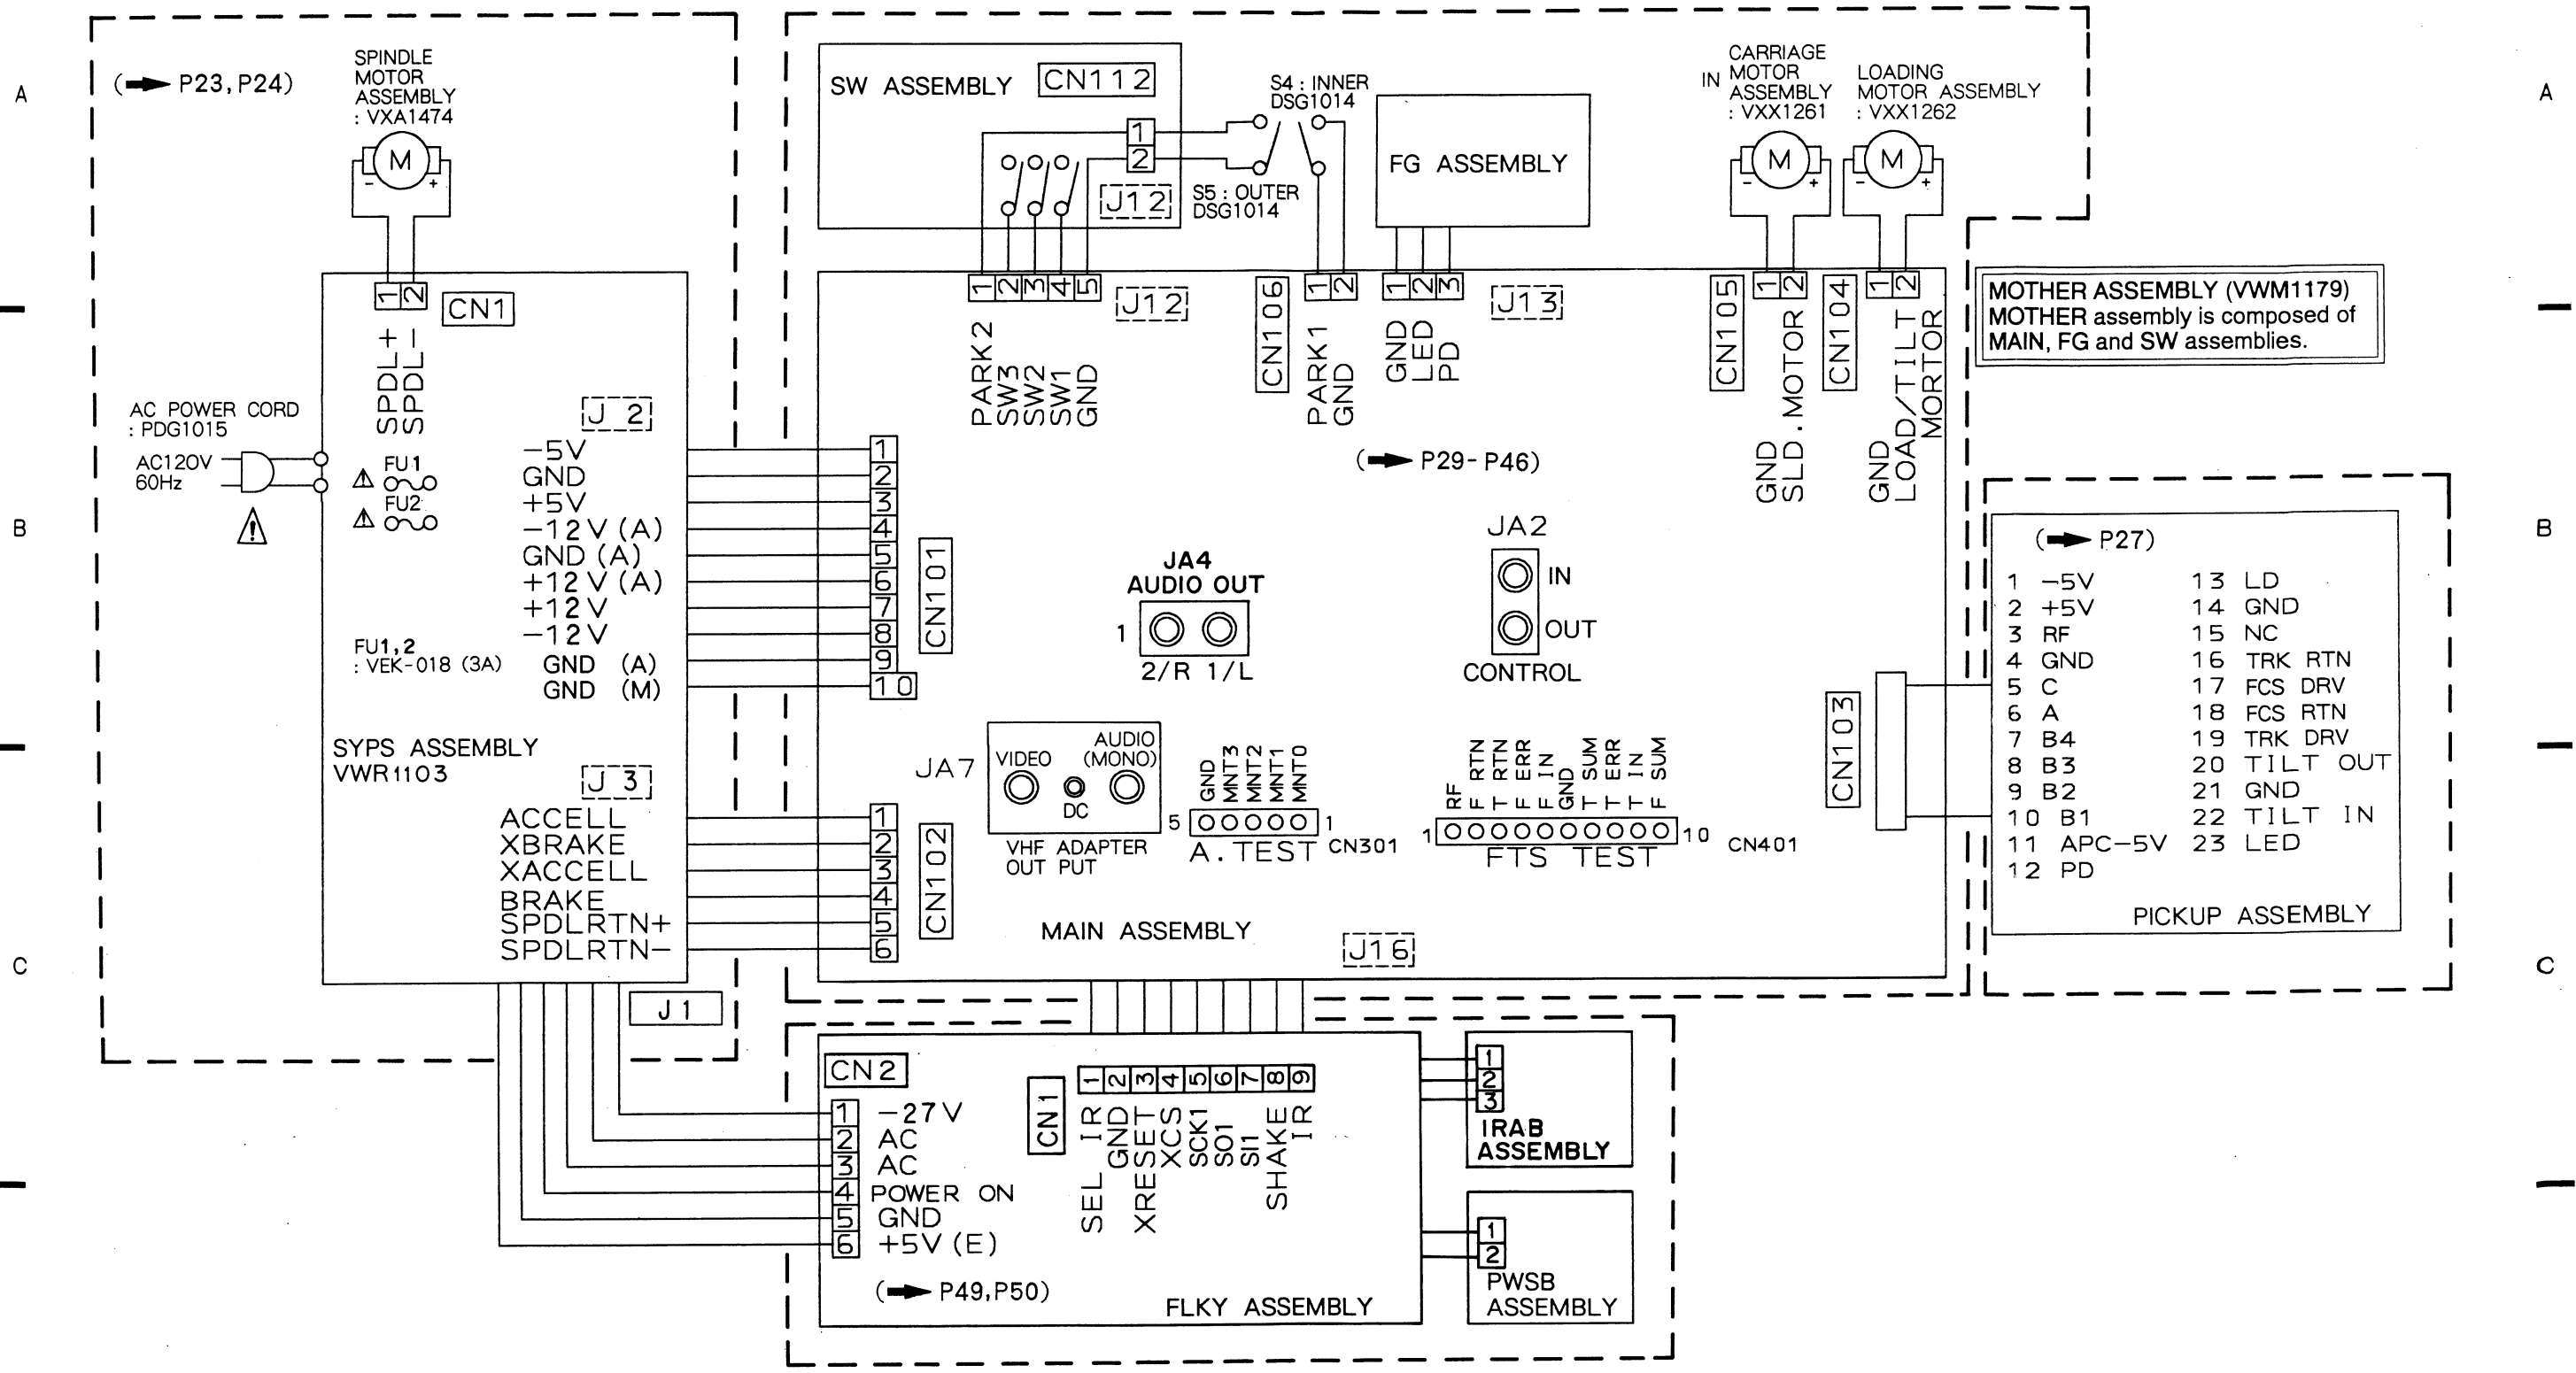 A
A
B
B
C
C
( P23, P24)
SPINDLE
MOTOR
ASSEMBLY
: VXA1474
M
- +
1 2
CN1
SPDL+
SPDL-
AC POWER CORD
: PDG1015
AC120V
60Hz
FU1
FU2
J 2
-5V
GND
+5V
-12V (A)
GND (A)
+12V (A)
+12V
-12V
GND (A)
GND (M)
FU1,2
: VEK-018 (3A)
SYPS ASSEMBLY
VWR1103
J 3
ACCELL
XBRAKE
XACCELL
BRAKE
SPDLRTN+
SPDLRTN-
J1
SW ASSEMBLY
CN112
1
2
J12
S4 : INNER
DSG1014
S5 : OUTER
DSG1014
FG ASSEMBLY
IN
CARRIAGE
MOTOR
ASSEMBLY
: VXX1261
M
- +
LOADING
MOTOR ASSEMBLY
: VXX1262
M
- +
1 2 3 4 5
J12
PARK2
SW3
SW2
SW1
GND
CN106
1 2
PARK1
GND
1 2 3
J13
GND
LED
PD
CN105
1 2
GND
SLD.MOTOR
CN104
1 2
GND
LOAD/TILT
MORTOR
MOTHER ASSEMBLY (VWM1179)
MOTHER assembly is composed of
MAIN, FG and SW assemblies.
( P29- P46)
1
2
3
4
5
6
7
8
9
10
CN101
JA4
AUDIO OUT
1
2/R 1/L
JA2
IN
OUT
CONTROL
JA7
VIDEO
AUDIO
(MONO)
DC
VHF ADAPTER
OUT PUT
GND
MNT3
MNT2
MNT1
MNT0
5 1
A.TEST CN301
RF
F RTN
T RTN
F ERR
F IN
GND
T SUM
T ERR
T IN
F SUM
1 10
FTS TEST CN401
CN103
1
2
3
4
5
6
CN102
MAIN ASSEMBLY
J16
( P27)
1 -5V
2 +5V
3 RF
4 GND
5 C
6 A
7 B4
8 B3
9 B2
10 B1
11 APC-5V
12 PD
13 LD
14 GND
15 NC
16 TRK RTN
17 FCS DRV
18 FCS RTN
19 TRK DRV
20 TILT OUT
21 GND
22 TILT IN
23 LED
PICKUP ASSEMBLY
CN2
1 -27V
2 AC
3 AC
4 POWER ON
5 GND
6 +5V (E)
( P49,P50)
CN1
1 2 3 4 5 6 7 8 9
SEL IR
GND
XRESET
XCS
SCK1
SO1
SI1
SHAKE
IR
FLKY ASSEMBLY
1
2
3
IRAB
ASSEMBLY
1
2
PWSB
ASSEMBLY